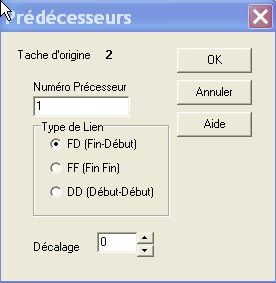 Prédécesseurs
Tache d'origine 2
OK
Numéro Précesseur
Annuler
1
Aide
Type de Lien
FD (Fin-Début)
FF (Fin Fin)
DD (Début-Début)
Décalage 0